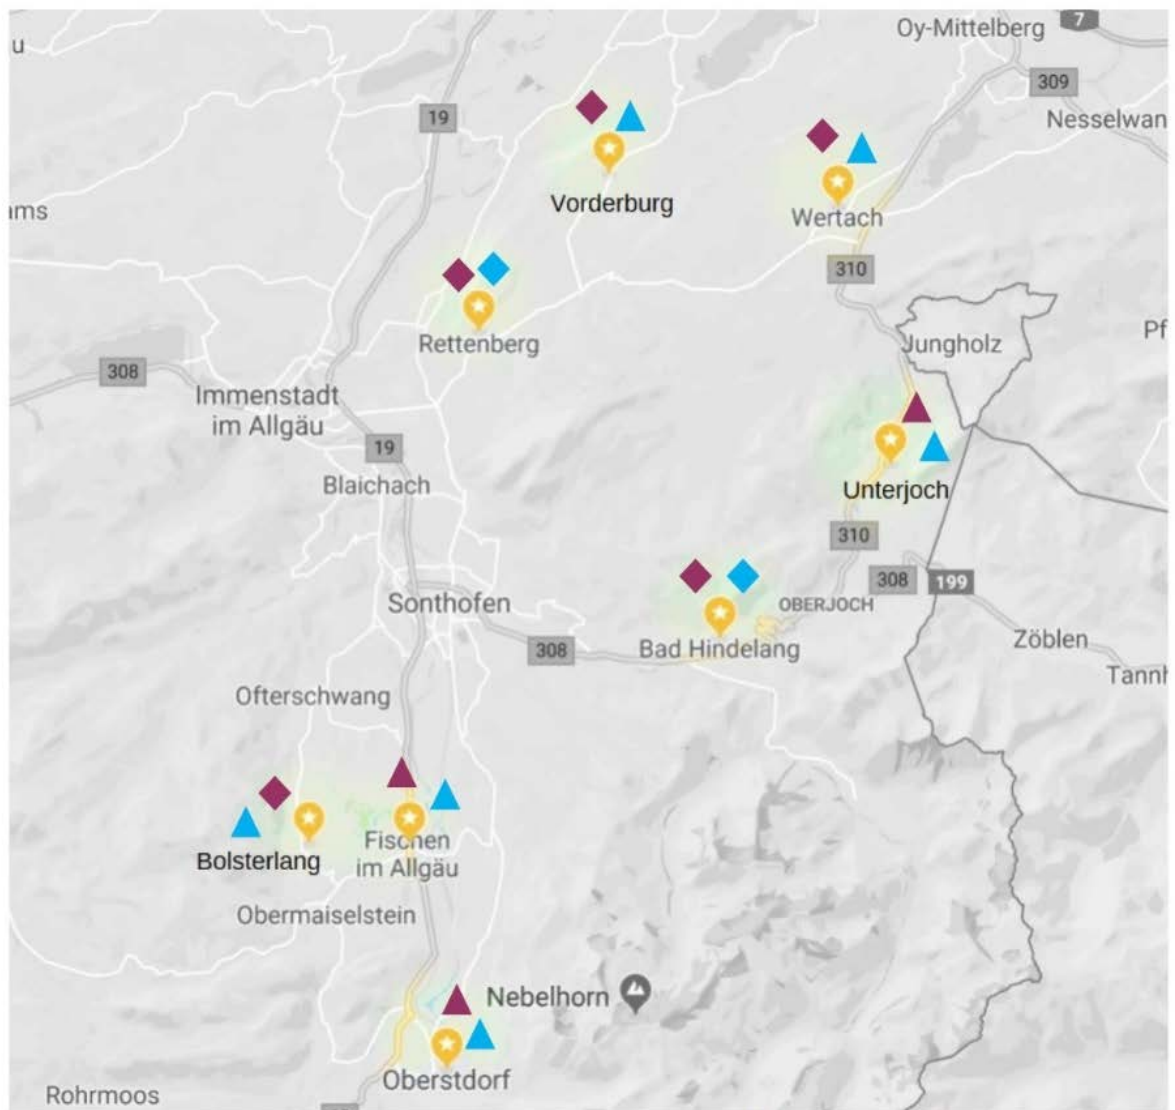 7
Oy-Mittelberg
u
309
19
Nesselwan
Vorderburg
ams
Wertach
310
Rettenberg
Jungholz
Pf
308
Immenstadt
im Allgäu
19
Blaichach
Unterjoch
310
308
199
Sonthofen
OBERJOCH
308
Bad Hindelang
Zöblen
Tannh
Ofterschwang
Fischen
im Allgäu
Bolsterlang
Obermaiselstein
Nebelhorn
Oberstdorf
Rohrmoos